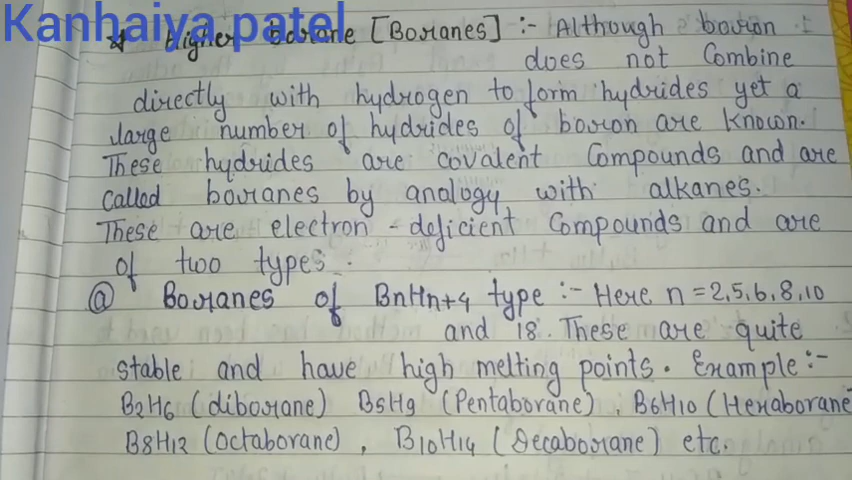 Kanhaiya patel
* Higher Borane [Boranes] :- Although boron
does not Combine
directly with hydrogen to form hydrides yet a
large number of hydrides of boron are known.
These hydrides are covalent Compounds and are
Called boranes by analogy with alkanes.
These are electron - deficient Compounds and are
of two types :
ⓐ Boranes of BnHn+4 type :- Here n = 2,5,6,8,10
and 18. These are quite
stable and have high melting points. Example :-
B2H6 (diborane) B5H9 (Pentaborane), B6H10 (Hexaborane
B8H12 (Octaborane), B10H14 (Decaborane) etc.